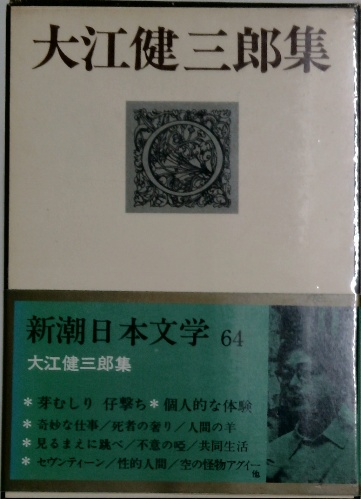 大江健三郎集
新潮日本文学 64
大江健三郎集
＊芽むしり 仔撃ち＊個人的な体験
＊奇妙な仕事／死者の奢り／人間の羊
＊見るまえに跳べ／不意の唖／共同生活
＊セヴンティーン／性的人間／空の怪物アグイー
他